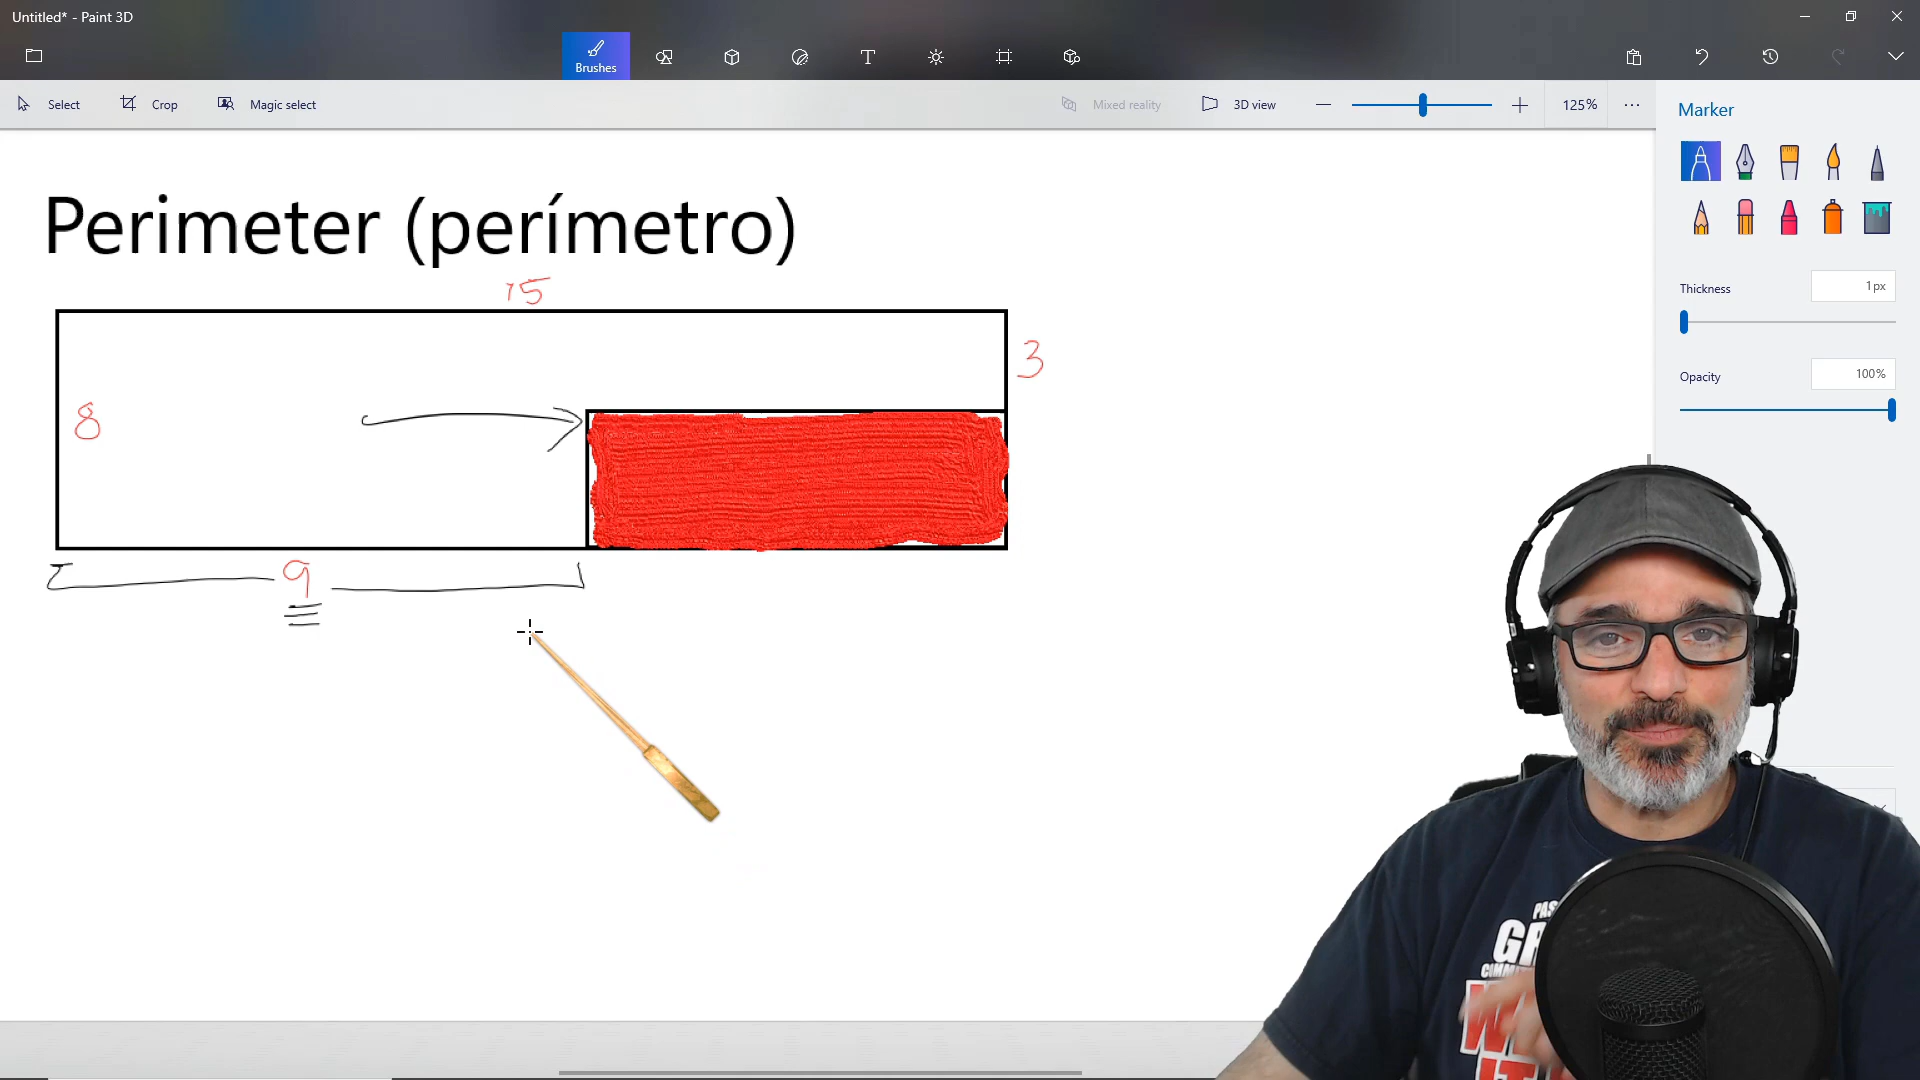 Untitled* - Paint 3D
Brushes
Select
Crop
Magic select
Mixed reality
3D view
125%
Marker
Thickness
1px
Opacity
100%
Perimeter (perímetro)
15
3
8
9